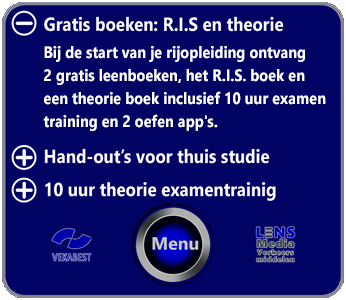 Gratis boeken: R.I.S en theorie
Bij de start van je rijopleiding ontvang
2 gratis leenboeken, het R.I.S. boek en
een theorie boek inclusief 10 uur examen
training en 2 oefen app's.
Hand-out's voor thuis studie
10 uur theorie examentrainig
Menu
VEKABEST
LENS
Media
Verkeers
middelen